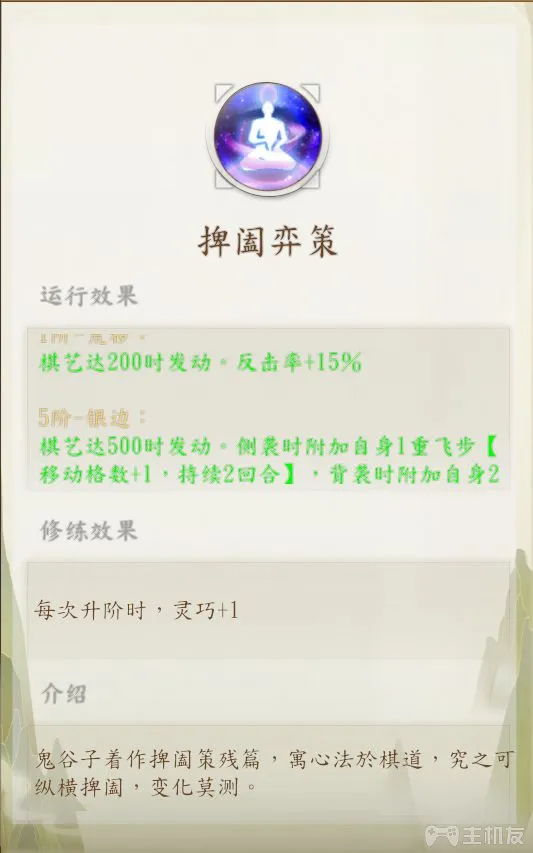 捭阖弈策
运行效果
棋艺达200时发动。反击率+15%
5阶-银边：
棋艺达500时发动。侧袭时附加自身1重飞步【
移动格数+1，持续2回合】，背袭时附加自身2
修练效果
每次升阶时，灵巧+1
介绍
鬼谷子着作捭阖策残篇，寓心法於棋道，究之可
纵横捭阖，变化莫测。
主机友